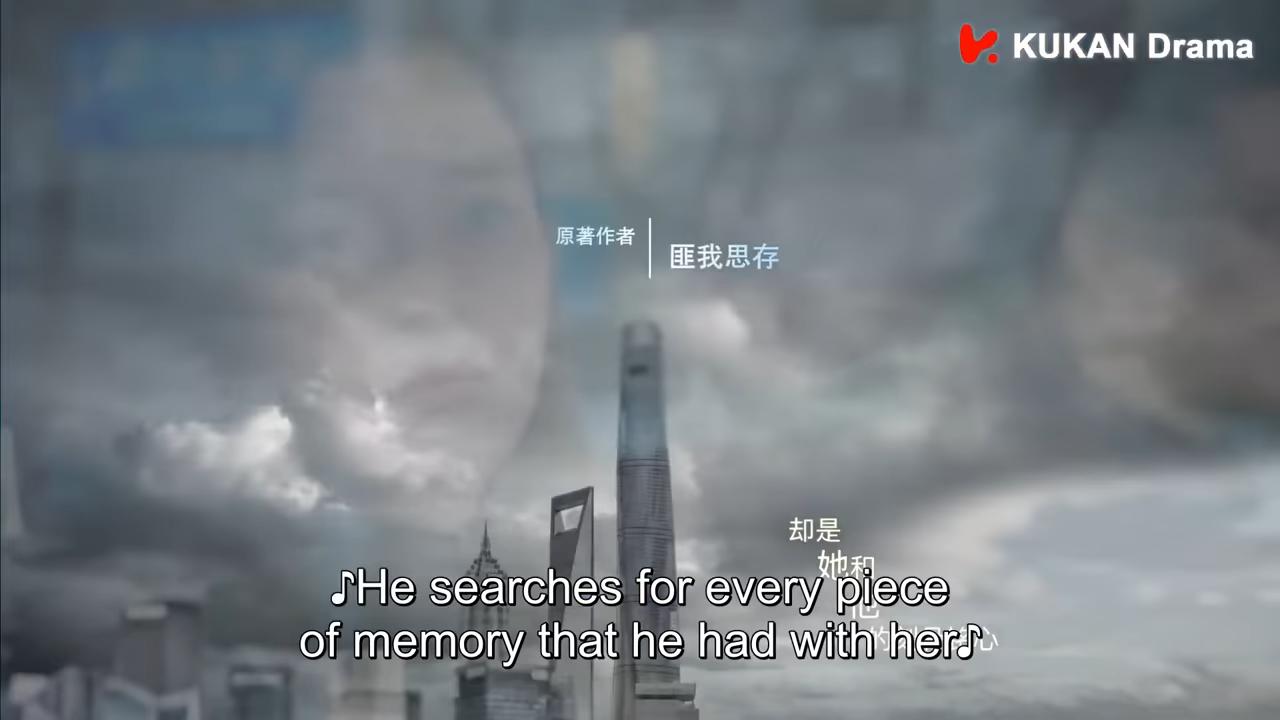 KUKAN Drama
原著作者
匪我思存
却是
她和
♪He searches for every piece
of memory that he had with her♪